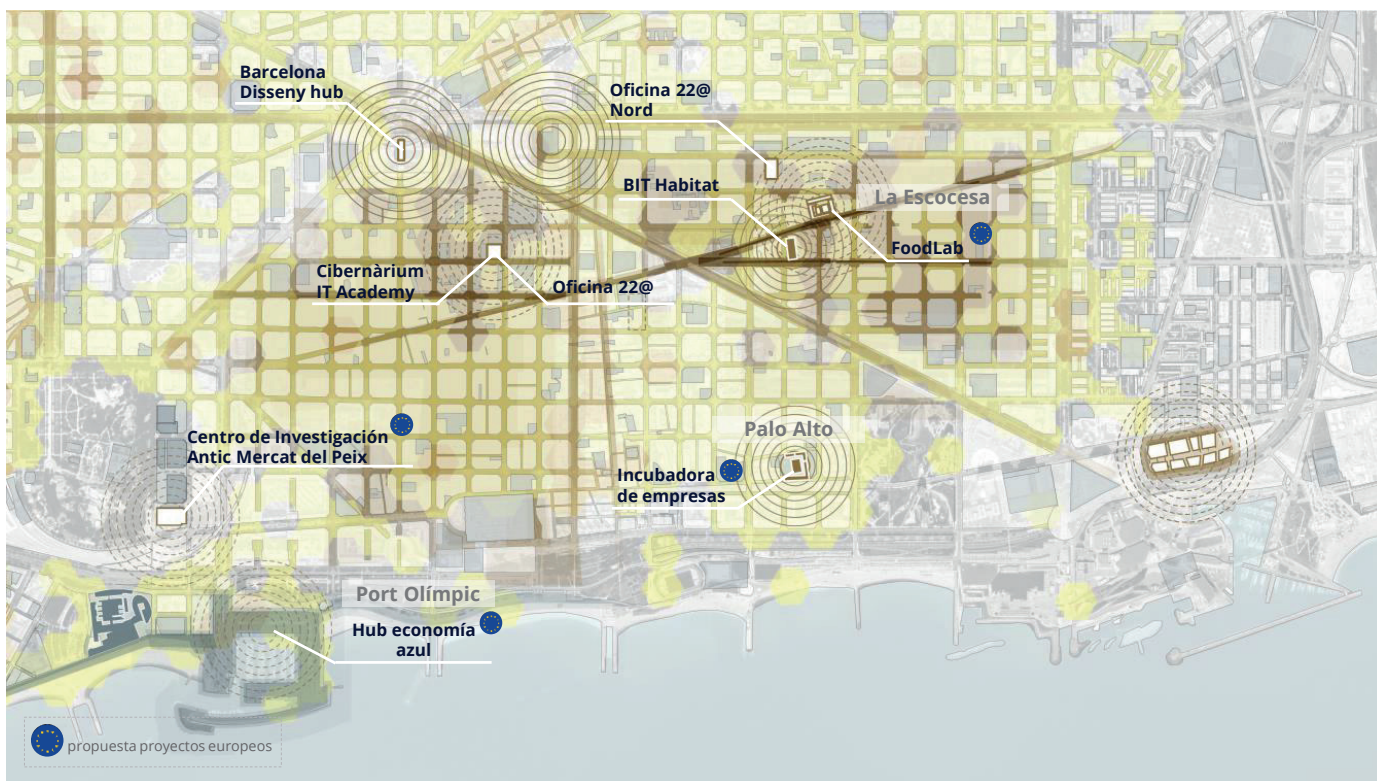 Barcelona
Disseny hub
Oficina 22@
Nord
BIT Habitat
La Escocesa
FoodLab
Cibernàrium
IT Academy
Oficina 22@
Centro de Investigación
Antic Mercat del Peix
Palo Alto
Incubadora
de empresas
Port Olímpic
Hub economía
azul
propuesta proyectos europeos